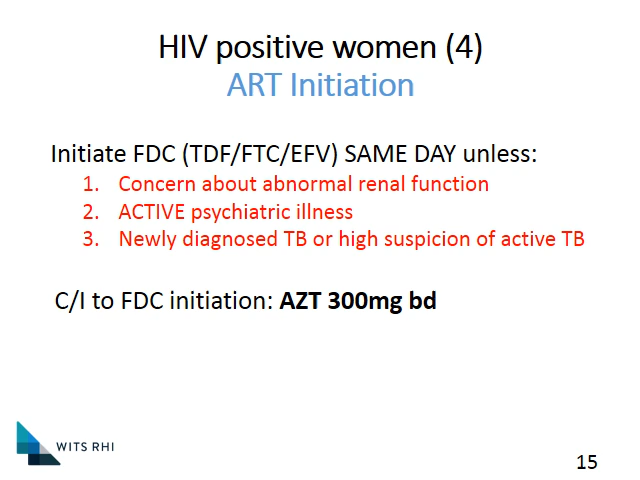 HIV positive women (4)
ART Initiation
Initiate FDC (TDF/FTC/EFV) SAME DAY unless:
1. Concern about abnormal renal function
2. ACTIVE psychiatric illness
3. Newly diagnosed TB or high suspicion of active TB
C/I to FDC initiation: AZT 300mg bd
WITS RHI
15